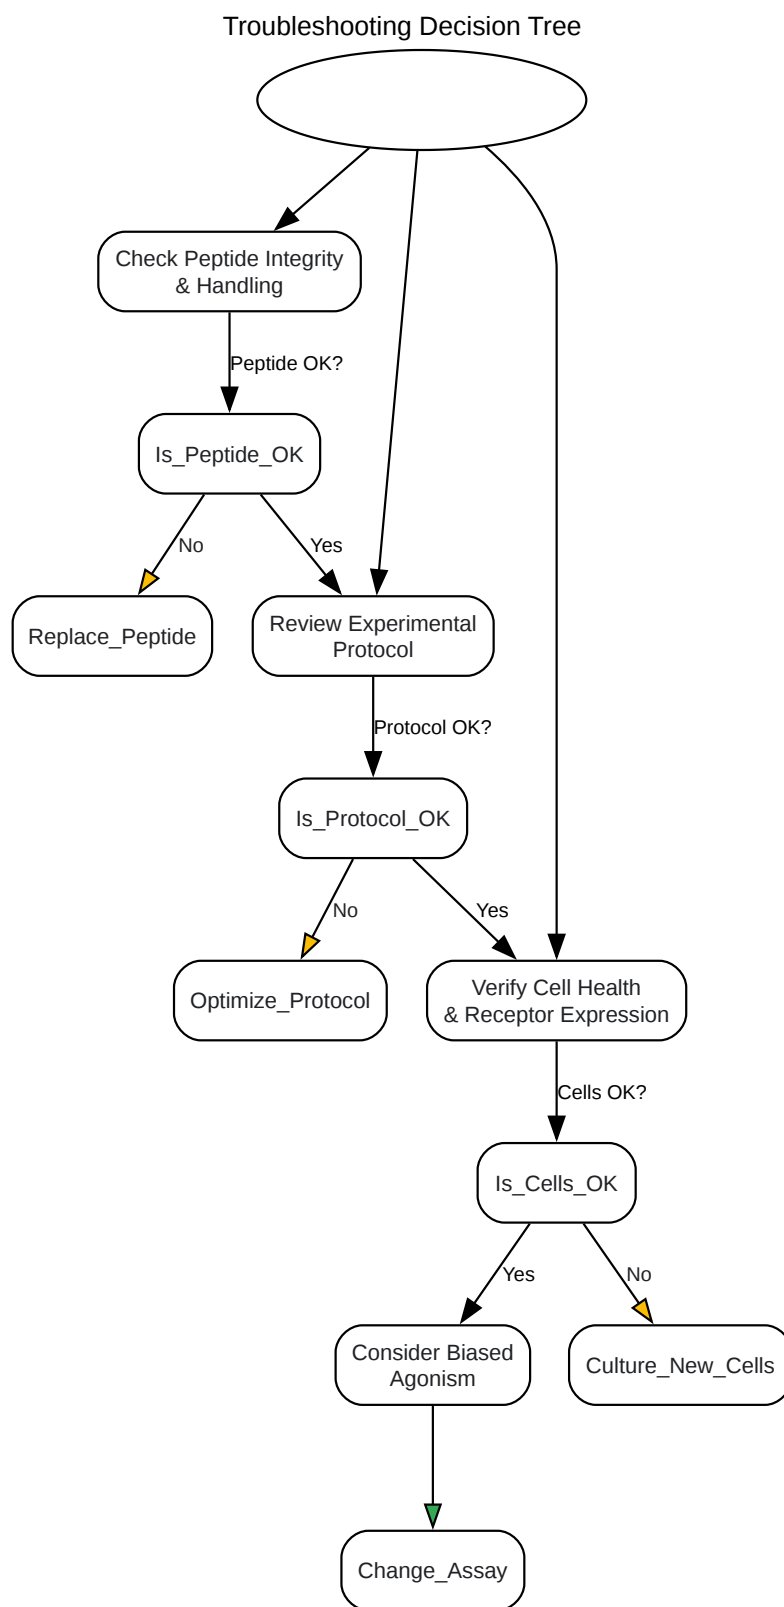 Troubleshooting Decision Tree
Check Peptide Integrity
& Handling
Peptide OK?
Is_Peptide_OK
No
Yes
Replace_Peptide
Review Experimental
Protocol
Protocol OK?
Is_Protocol_OK
No
Yes
Optimize_Protocol
Verify Cell Health
& Receptor Expression
Cells OK?
Is_Cells_OK
Yes
No
Consider Biased
Agonism
Culture_New_Cells
Change_Assay